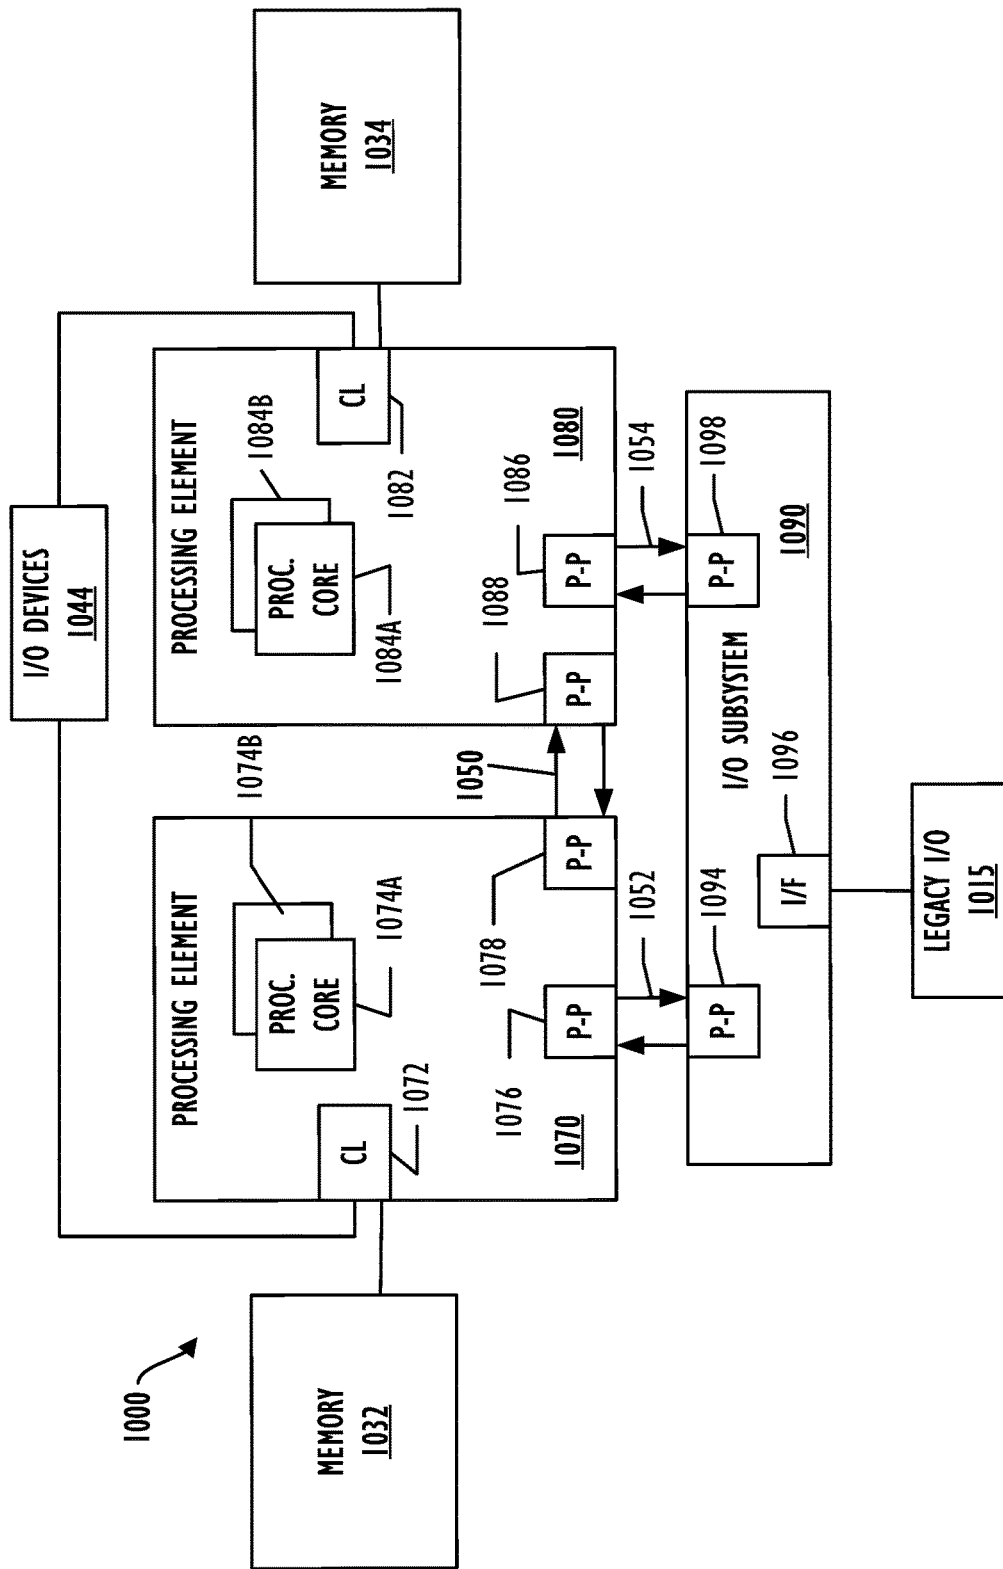 1000
I/O DEVICES
1044
MEMORY
1032
PROCESSING ELEMENT
PROC.
CORE
1074B
1074A
CL
1072
1076
P-P
1078
P-P
1070
1050
PROCESSING ELEMENT
PROC.
CORE
1084B
1084A
CL
1082
1088
P-P
1086
P-P
1080
MEMORY
1034
1052
1054
P-P
1094
I/O SUBSYSTEM
P-P
1098
1090
I/F
1096
LEGACY I/O
1015